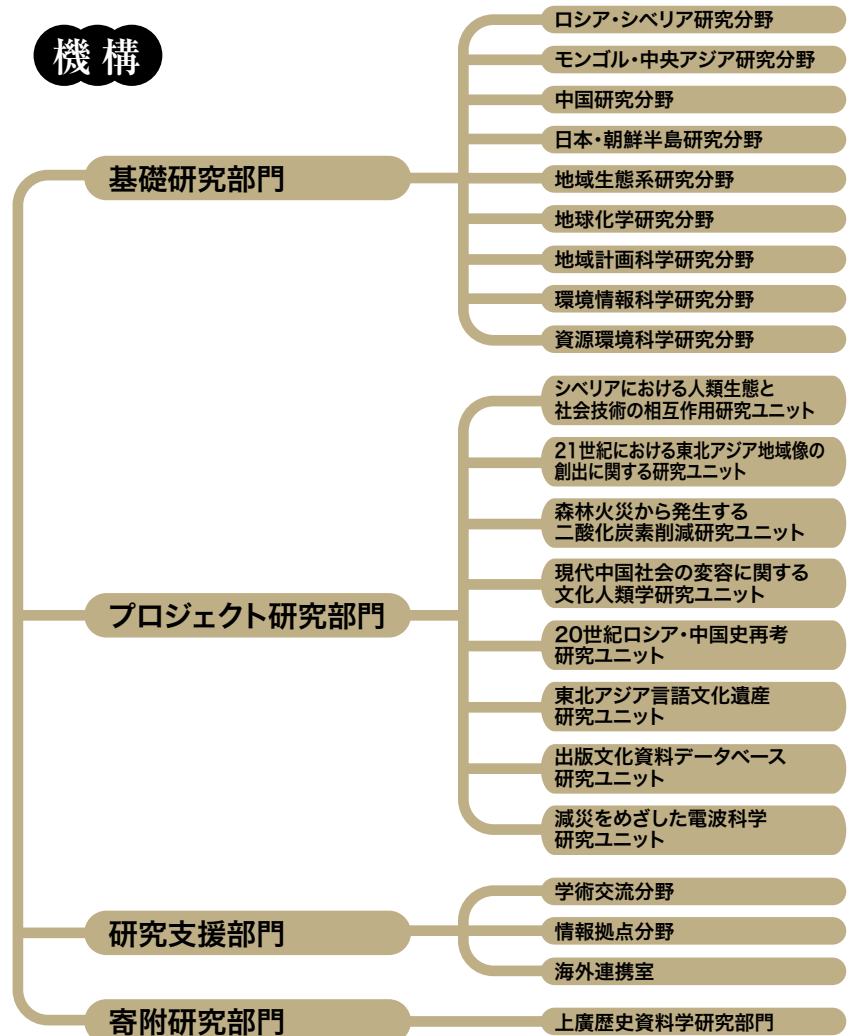 機構
基礎研究部門
ロシア・シベリア研究分野
モンゴル・中央アジア研究分野
中国研究分野
日本・朝鮮半島研究分野
地域生態系研究分野
地球化学研究分野
地域計画科学研究分野
環境情報科学研究分野
資源環境科学研究分野
プロジェクト研究部門
シベリアにおける人類生態と
社会技術の相互作用研究ユニット
21世紀における東北アジア地域像の
創出に関する研究ユニット
森林火災から発生する
二酸化炭素削減研究ユニット
現代中国社会の変容に関する
文化人類学研究ユニット
20世紀ロシア・中国史再考
研究ユニット
東北アジア言語文化遺産
研究ユニット
出版文化資料データベース
研究ユニット
減災をめざした電波科学
研究ユニット
研究支援部門
学術交流分野
情報拠点分野
海外連携室
寄附研究部門
上廣歴史資料学研究部門